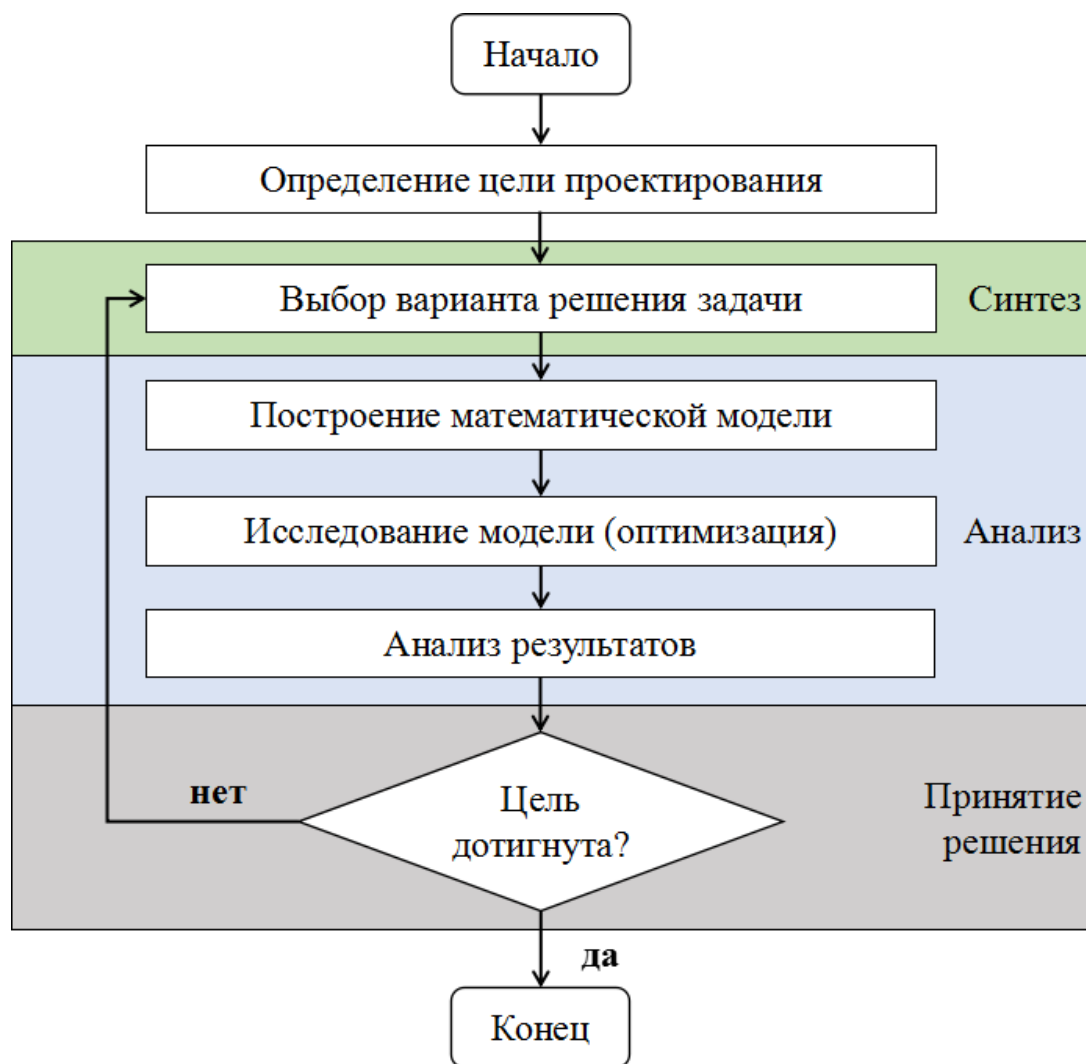 Начало
Определение цели проектирования
Выбор варианта решения задачи
Синтез
Построение математической модели
Исследование модели (оптимизация)
Анализ
Анализ результатов
нет
Цель
дотигнута?
Принятие
решения
да
Конец